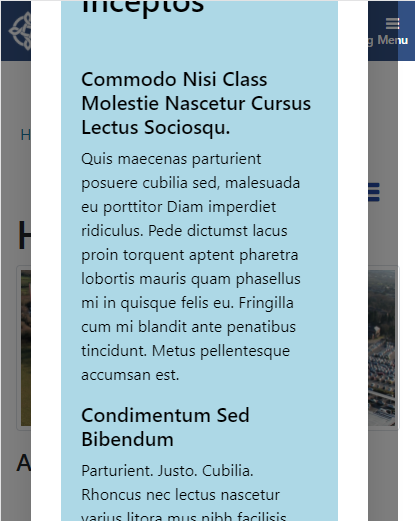 Inceptos
g Menu
Commodo Nisi Class
Molestie Nascetur Cursus
Lectus Sociosqu.
H
Quis maecenas parturient
posuere cubilia sed, malesuada
eu porttitor Diam imperdiet
ridiculus. Pede dictumst lacus
proin torquent aptent pharetra
H
lobortis mauris quam phasellus
mi in quisque felis eu. Fringilla
cum mi blandit ante penatibus
tincidunt. Metus pellentesque
accumsan est.
Condimentum Sed
Bibendum
A
Parturient. Justo. Cubilia.
Rhoncus nec lectus nascetur
varius litora mus nibh facilisis